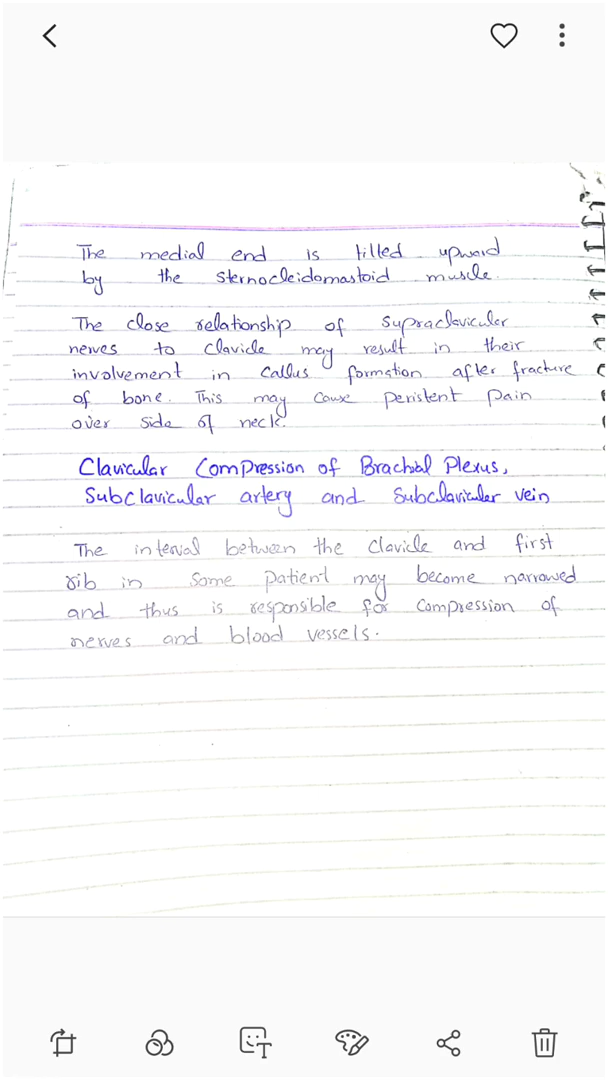 The medial end is tilled upward
by the sternocleidomastoid muscle.
The close relationship of supraclavicular
nerves to clavicle may result in their
involvement in callus formation after fracture
of bone. This may cause peristent pain
over side of neck.
Clavicular Compression of Brachial Plexus,
Subclavicular artery and Subclavicular vein
The interval between the clavicle and first
rib in some patient may become narrowed
and thus is responsible for compression of
nerves and blood vessels.